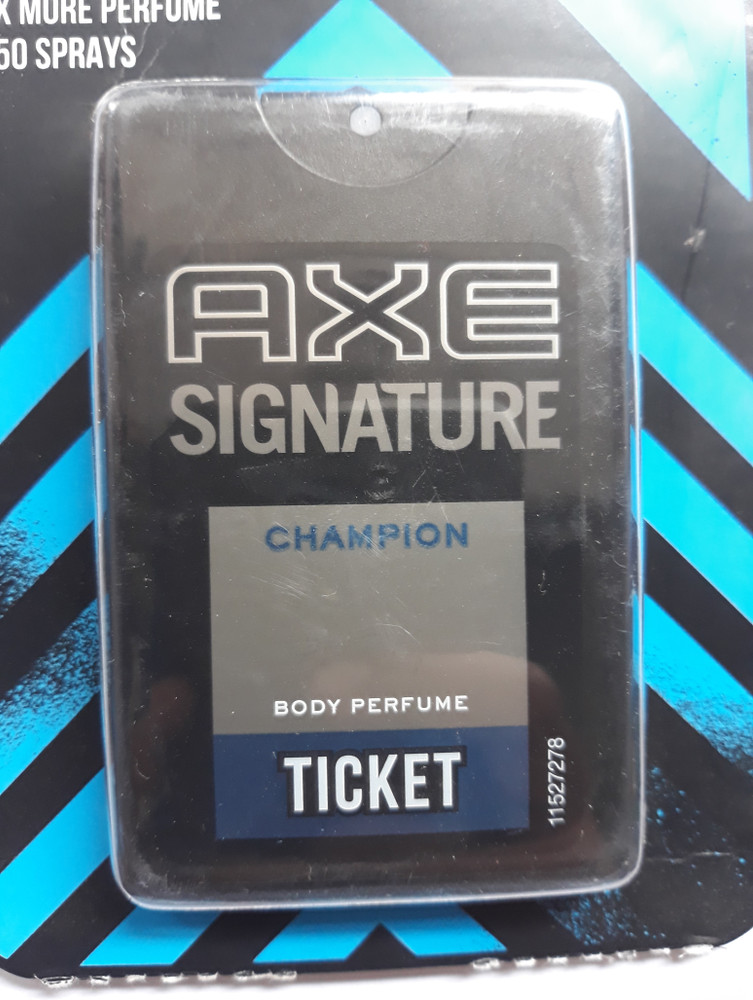 X MORE PERFUME
50 SPRAYS
AXE
SIGNATURE
CHAMPION
BODY PERFUME
TICKET
11527278